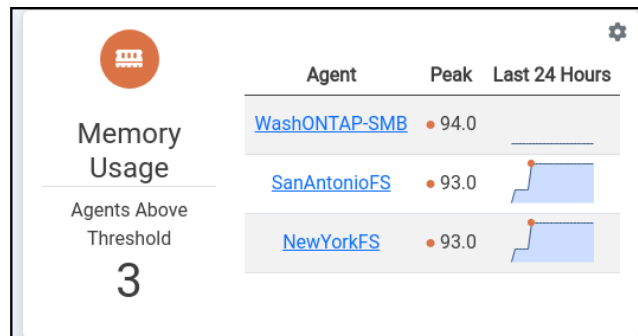 Memory
Usage
Agents Above
Threshold
3
Agent Peak Last 24 Hours
WashONTAP-SMB 94.0
SanAntonioFS 93.0
NewYorkFS 93.0